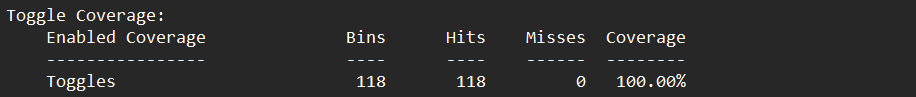 Toggle Coverage:
    Enabled Coverage              Bins      Hits    Misses  Coverage
    ----------------              ----      ----    ------  --------
    Toggles                        118       118         0   100.00%